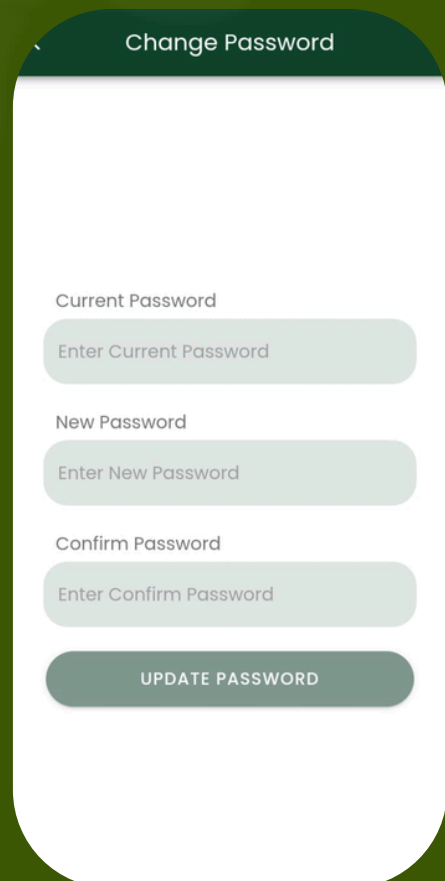 Change Password
Current Password
Enter Current Password
New Password
Enter New Password
Confirm Password
Enter Confirm Password
UPDATE PASSWORD